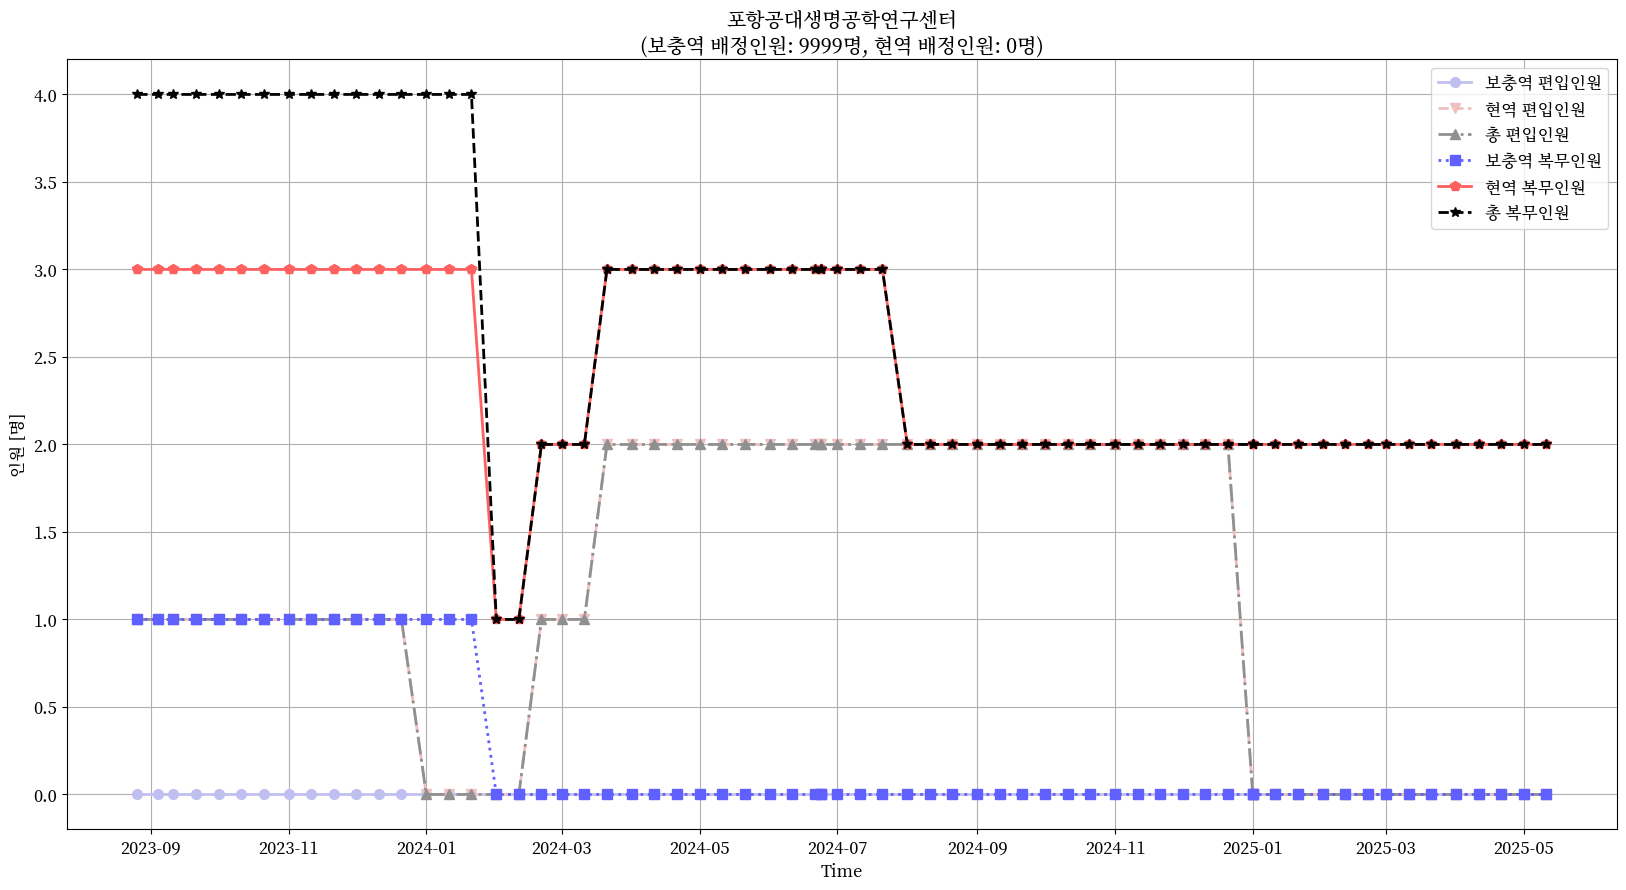 포항공대생명공학연구센터
(보충역 배정인원: 9999명, 현역 배정인원: 0명)
보충역 편입인원
현역 편입인원
총 편입인원
보충역 복무인원
현역 복무인원
총 복무인원
인원 [명]
4.0
3.5
3.0
2.5
2.0
1.5
1.0
0.5
0.0
2023-09
2023-11
2024-01
2024-03
2024-05
2024-07
2024-09
2024-11
2025-01
2025-03
2025-05
Time